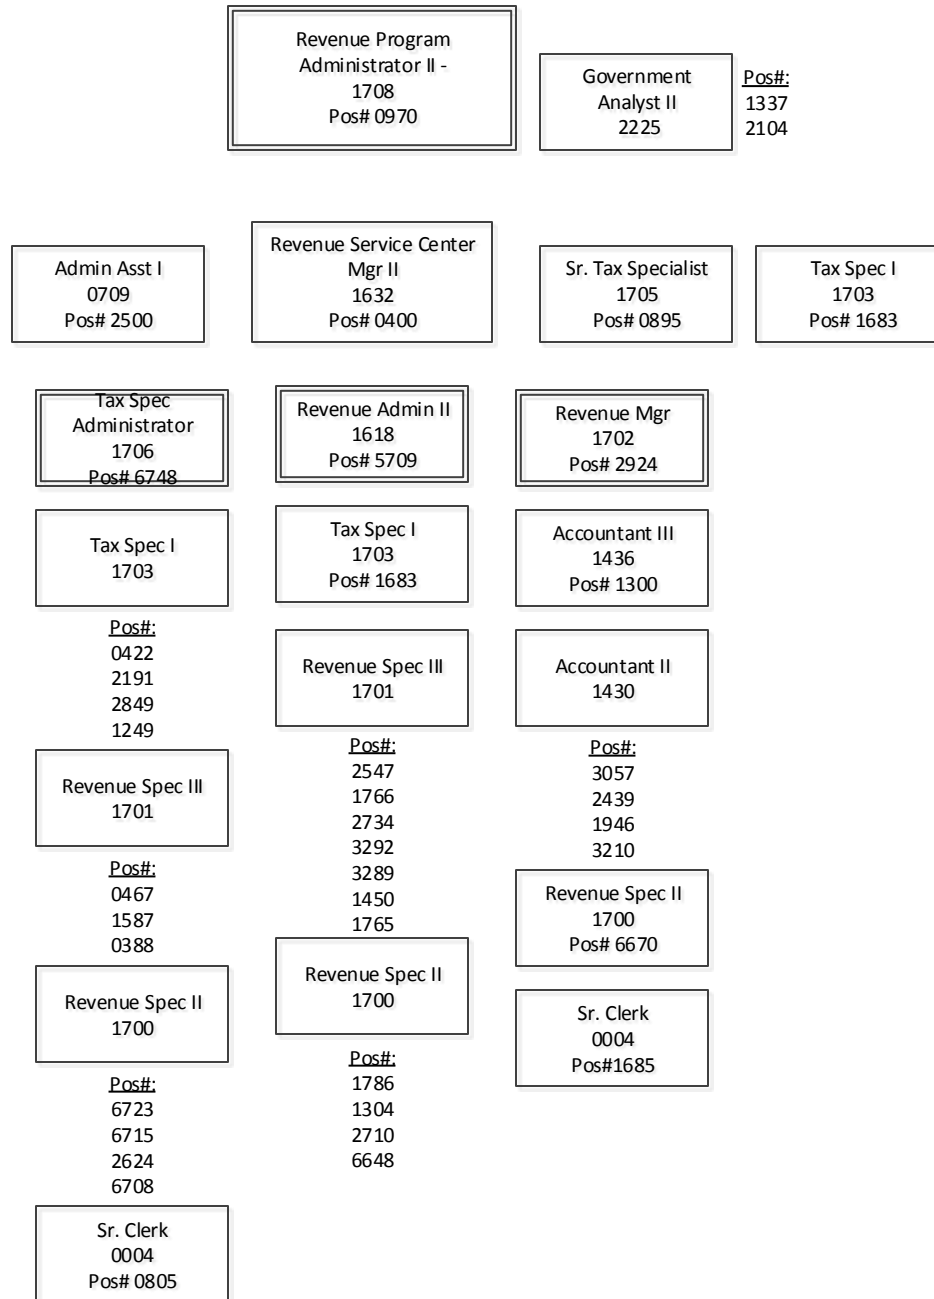 Revenue Program
Administrator II -
1708
Pos# 0970
Government
Analyst II
2225
Pos#:
1337
2104
Admin Asst I
0709
Pos# 2500
Revenue Service Center
Mgr II
1632
Pos# 0400
Sr. Tax Specialist
1705
Pos# 0895
Tax Spec I
1703
Pos# 1683
Tax Spec
Administrator
1706
Pos# 6748
Tax Spec I
1703
Pos#:
0422
2191
2849
1249
Revenue Spec III
1701
Pos#:
0467
1587
0388
Revenue Spec II
1700
Pos#:
6723
6715
2624
6708
Sr. Clerk
0004
Pos# 0805
Revenue Admin II
1618
Pos# 5709
Tax Spec I
1703
Pos# 1683
Revenue Spec III
1701
Pos#:
2547
1766
2734
3292
3289
1450
1765
Revenue Spec II
1700
Pos#:
1786
1304
2710
6648
Revenue Mgr
1702
Pos# 2924
Accountant III
1436
Pos# 1300
Accountant II
1430
Pos#:
3057
2439
1946
3210
Revenue Spec II
1700
Pos# 6670
Sr. Clerk
0004
Pos#1685